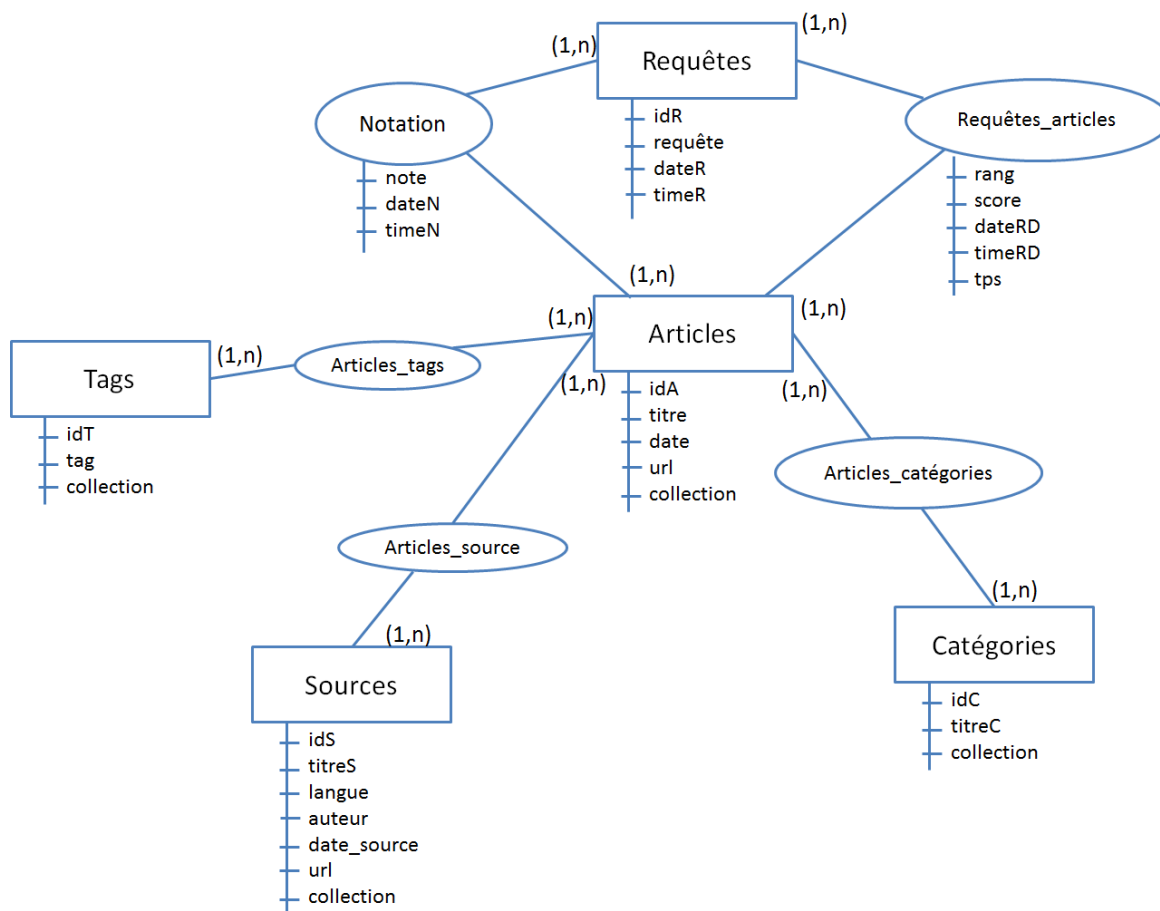 (1,n)
(1,n)
Requêtes
idR
requête
dateR
timeR
Notation
note
dateN
timeN
Requêtes_articles
rang
score
dateRD
timeRD
tps
(1,n)
(1,n)
(1,n)
(1,n)
(1,n)
Articles
idA
titre
date
url
collection
Articles_tags
(1,n)
Tags
idT
tag
collection
Articles_catégories
Articles_source
(1,n)
Sources
idS
titreS
langue
auteur
date_source
url
collection
(1,n)
Catégories
idC
titreC
collection